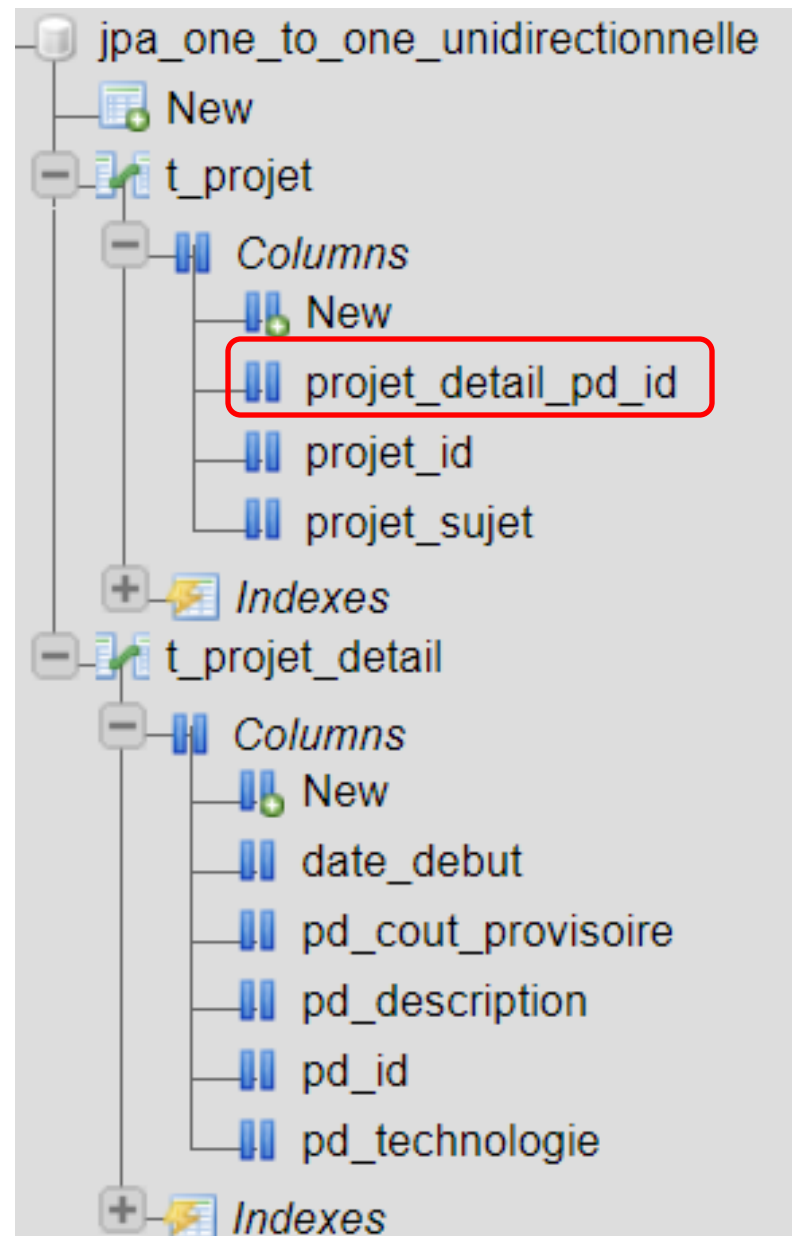 jpa_one_to_one_unidirectionnelle
New
t_projet
Columns
New
projet_detail_pd_id
projet_id
projet_sujet
Indexes
t_projet_detail
Columns
New
date_debut
pd_cout_provisoire
pd_description
pd_id
pd_technologie
Indexes